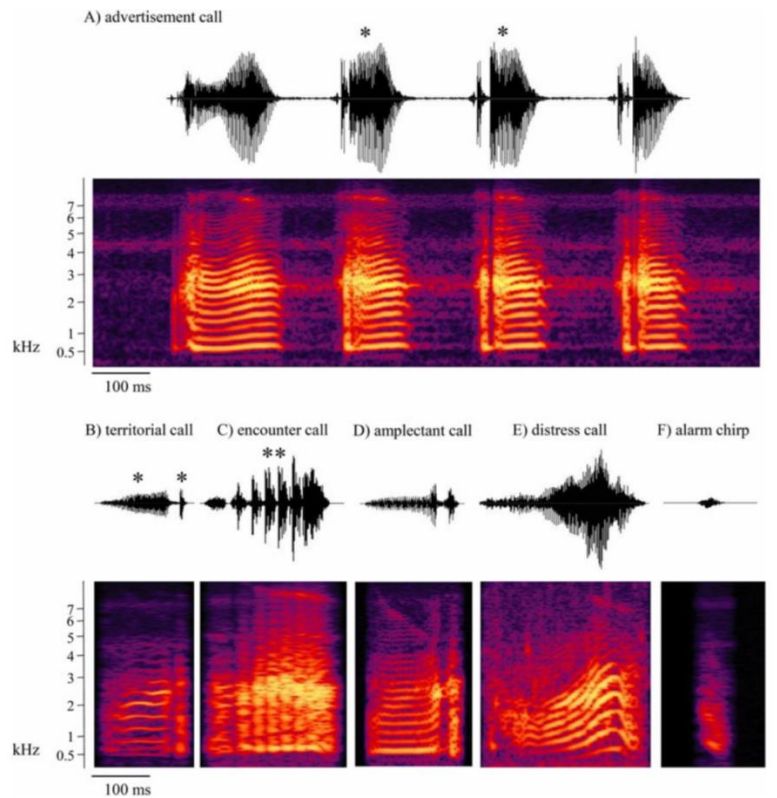 A) advertisement call
* *
7
6
5
4
3
2
1
0.5
kHz
100 ms
B) territorial call C) encounter call D) amplectant call E) distress call F) alarm chirp
* * **
7
6
5
4
3
2
1
0.5
kHz
100 ms